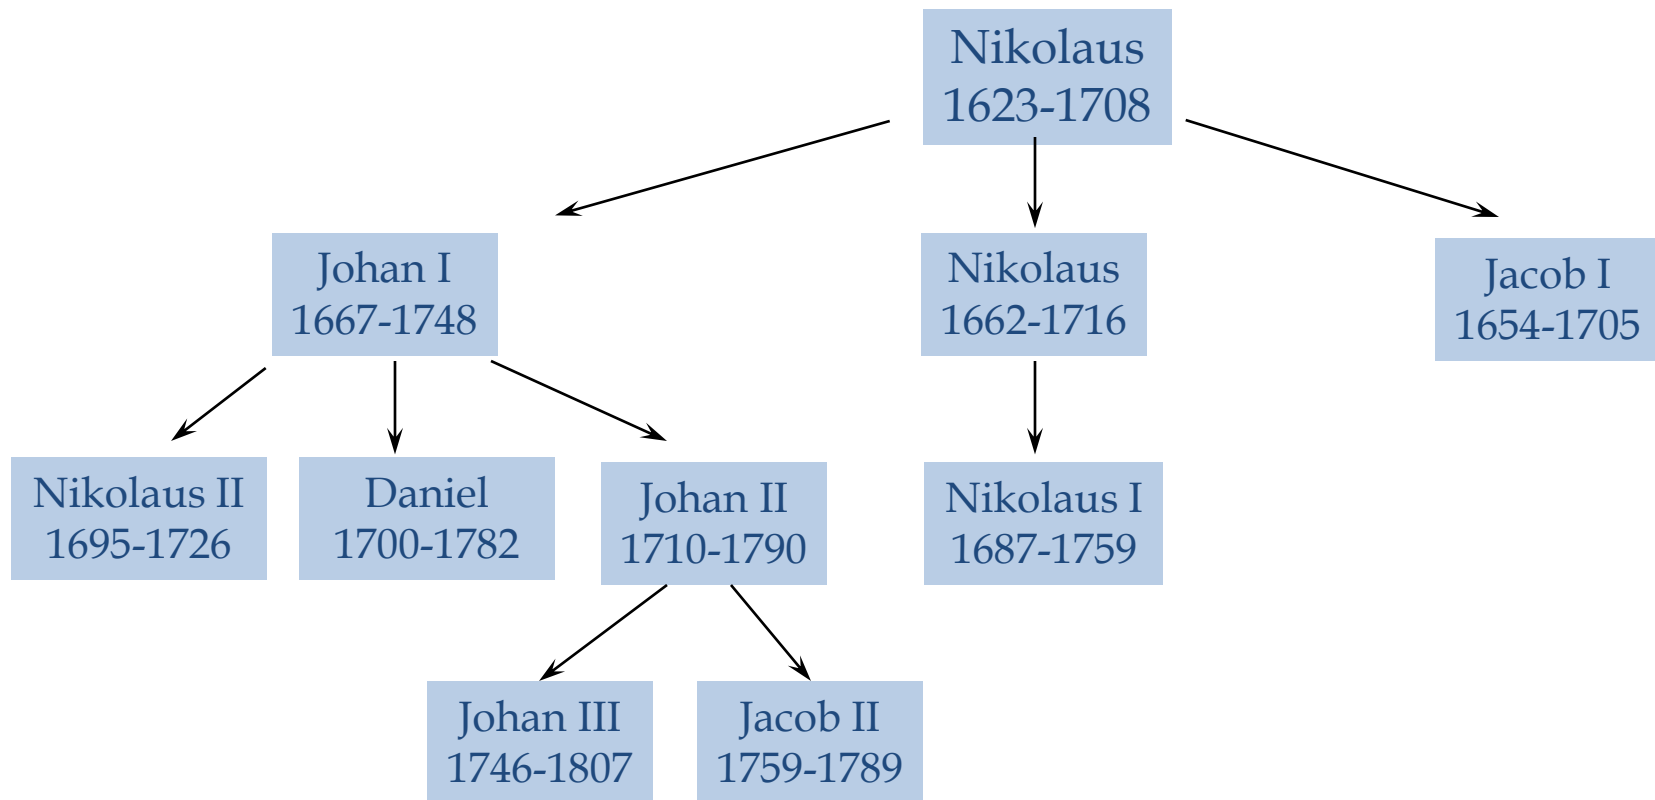 Nikolaus
1623-1708
Johan I
1667-1748
Nikolaus
1662-1716
Jacob I
1654-1705
Nikolaus II
1695-1726
Daniel
1700-1782
Johan II
1710-1790
Nikolaus I
1687-1759
Johan III
1746-1807
Jacob II
1759-1789